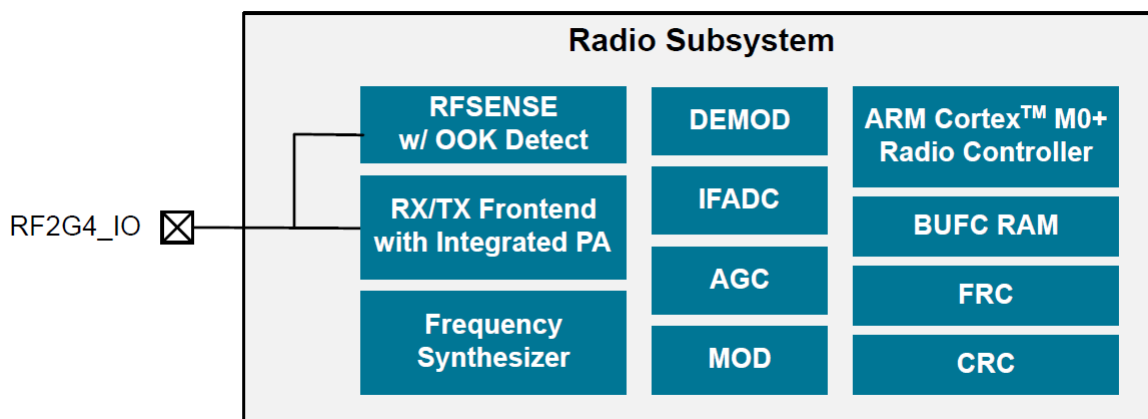 Radio Subsystem
RF2G4_IO
RFSENSE
w/ OOK Detect
RX/TX Frontend
with Integrated PA
Frequency
Synthesizer
DEMOD
IFADC
AGC
MOD
ARM Cortex™ M0+
Radio Controller
BUFC RAM
FRC
CRC